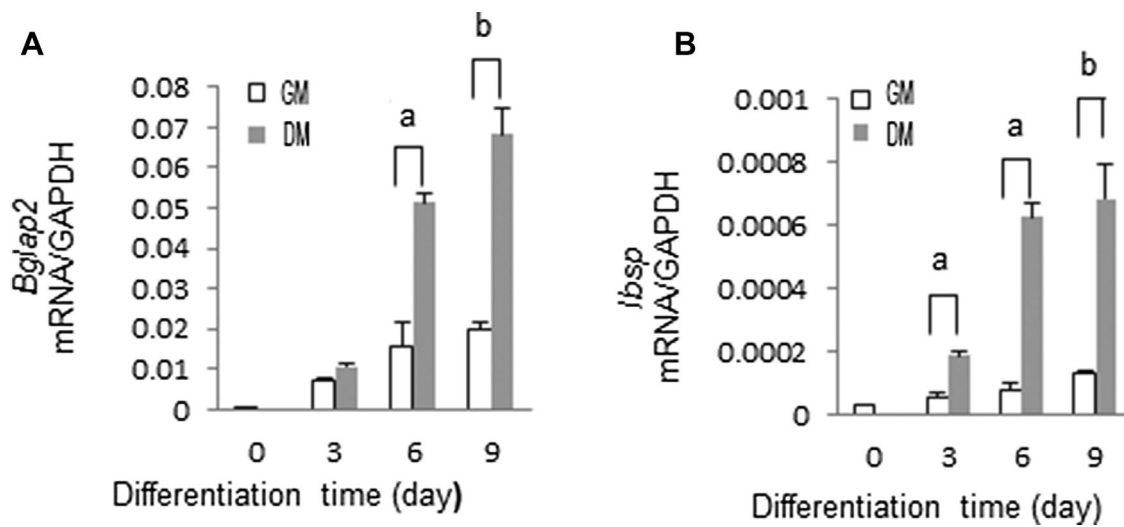 A
b
0.08
GM
0.07
DM
a
0.06
0.05
0.04
0.03
0.02
0.01
0
Bglap2
mRNA/GAPDH
0 3 6 9
Differentiation time (day)
B
b
0.001
GM
DM
a
0.0008
0.0006
a
0.0004
0.0002
0
Ibsp
mRNA/GAPDH
0 3 6 9
Differentiation time (day)